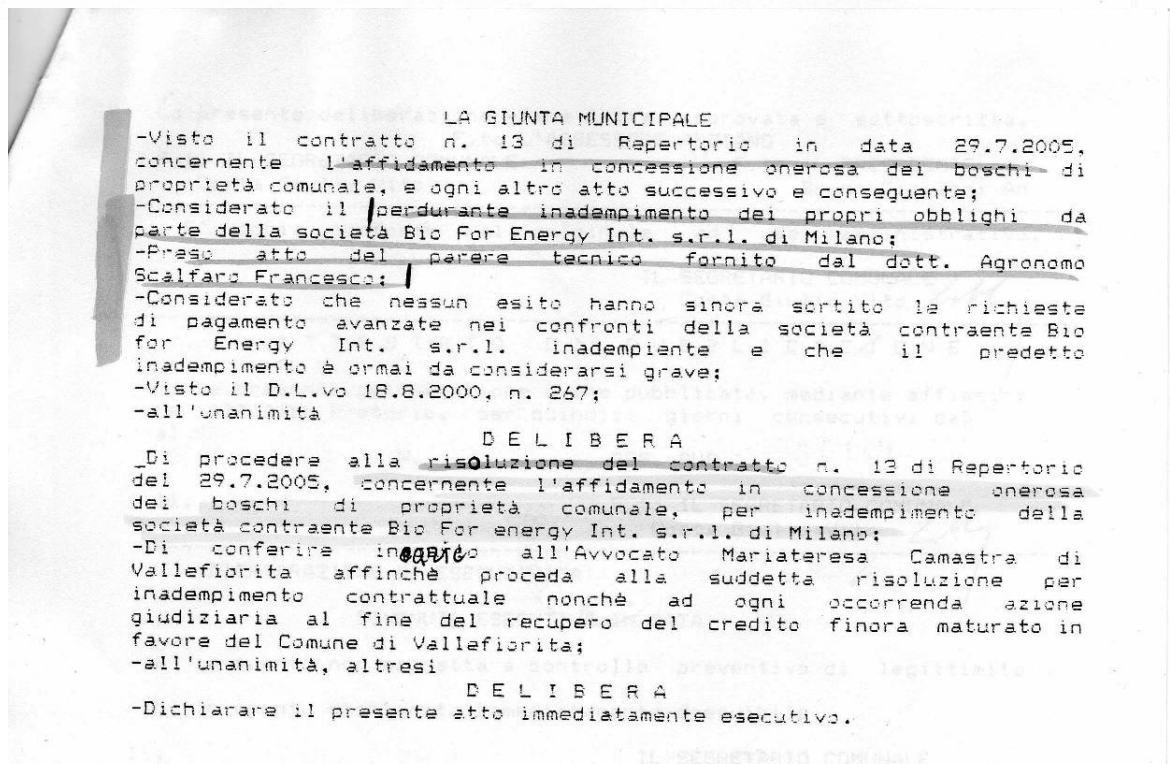 LA GIUNTA MUNICIPALE
-Visto il contratto n. 13 di Repertorio in data 29.7.2005,
concernente l'affidamento in concessione onerosa dei boschi di
proprietà comunale, e ogni altro atto successivo e conseguente;
-Considerato il perdurante inadempimento dei propri obblighi da
parte della società Bio For Energy Int. s.r.l. di Milano;
-Preso atto del parere tecnico fornito dal dott. Agronomo
Scalfaro Francesco;
-Considerato che nessun esito hanno sinora sortito le richieste
di pagamento avanzate nei confronti della società contraente Bio
for Energy Int. s.r.l. inadempiente e che il predetto
inadempimento è ormai da considerarsi grave;
-Visto il D.L.vo 18.8.2000, n. 267;
-all'unanimità
D E L I B E R A
_Di procedere alla risoluzione del contratto n. 13 di Repertorio
del 29.7.2005, concernente l'affidamento in concessione onerosa
dei boschi di proprietà comunale, per inadempimento della
società contraente Bio For energy Int. s.r.l. di Milano;
-Di conferire incarico all'Avvocato Mariateresa Camastra di
Vallefiorita affinchè proceda alla suddetta risoluzione per
inadempimento contrattuale nonchè ad ogni occorrenda azione
giudiziaria al fine del recupero del credito finora maturato in
favore del Comune di Vallafiorita;
-all'unanimità, altresi
D E L I B E R A
-Dichiarare il presente atto immediatamente esecutivo.
IL SEGRETARIO COMUNALE